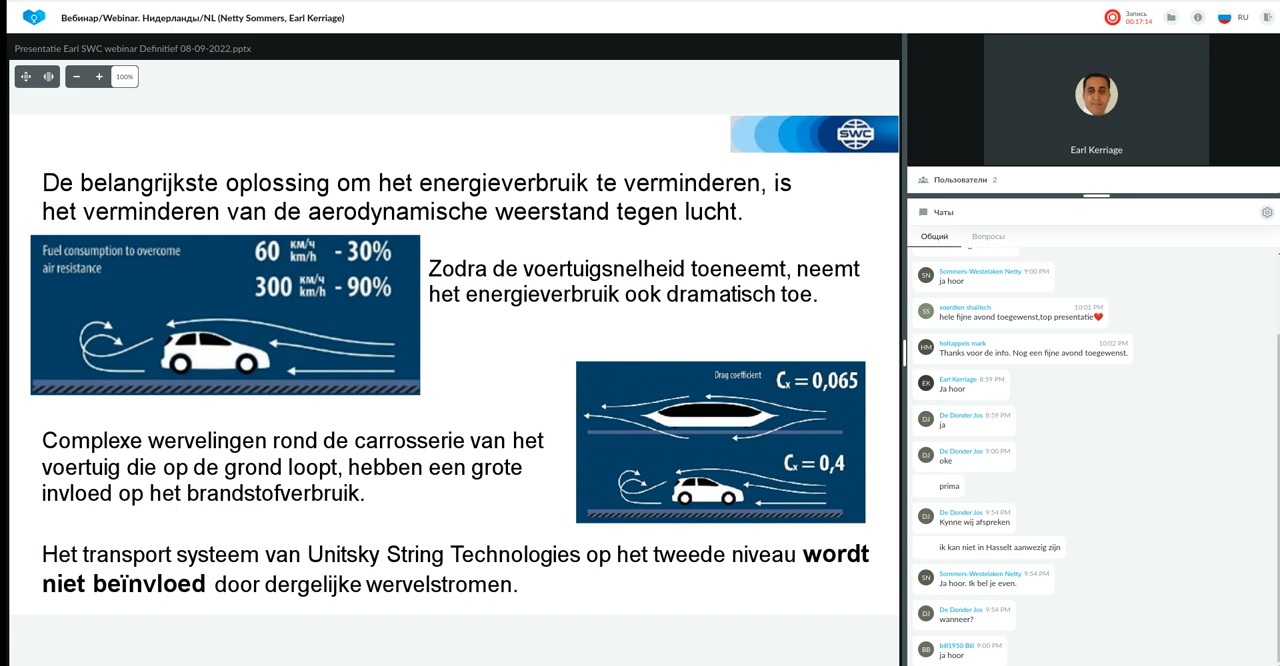 Вебинар/Webinar. Нидерланды/NL (Netty Sommers, Earl Kerriage)
Запись
00:17:14
RU
Presentatie Earl SWC webinar Definitief 08-09-2022.pptx
100%
SWC
De belangrijkste oplossing om het energieverbruik te verminderen, is
het verminderen van de aerodynamische weerstand tegen lucht.
Fuel consumption to overcome
air resistance
60 км/ч km/h - 30%
300 км/ч km/h - 90%
Zodra de voertuigsnelheid toeneemt, neemt
het energieverbruik ook dramatisch toe.
Drag coefficient Cx = 0,065
Cx = 0,4
Complexe wervelingen rond de carrosserie van het
voertuig die op de grond loopt, hebben een grote
invloed op het brandstofverbruik.
Het transport systeem van Unitsky String Technologies op het tweede niveau wordt
niet beïnvloed door dergelijke wervelstromen.
Earl Kerriage
Пользователи 2
Чаты
Общий Вопросы
SN Sommers-Westelaken Netty 9:00 PM
ja hoor
SS soerdien shailisch 10:01 PM
hele fijne avond toegewenst,top presentatie❤️
HM holtappels mark 10:02 PM
Thanks voor de info. Nog een fijne avond toegewenst.
EK Earl Kerriage 8:59 PM
Ja hoor
DJ De Donder Jos 8:59 PM
ja
DJ De Donder Jos 9:00 PM
oke
prima
DJ De Donder Jos 9:54 PM
Kynne wij afspreken
ik kan niet in Hasselt aanwezig zijn
SN Sommers-Westelaken Netty 9:54 PM
Ja hoor. Ik bel je even.
DJ De Donder Jos 9:54 PM
wanneer?
BB bill1950 Bill 9:00 PM
ja hoor